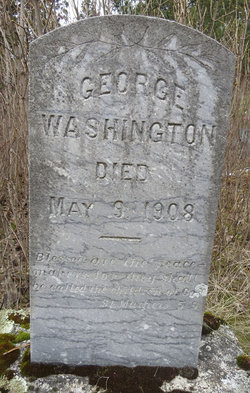 GEORGE
WASHINGTON
DIED
MAY 9, 1908
Blessed are the peace
makers for they shall
be called the
St. Matthew